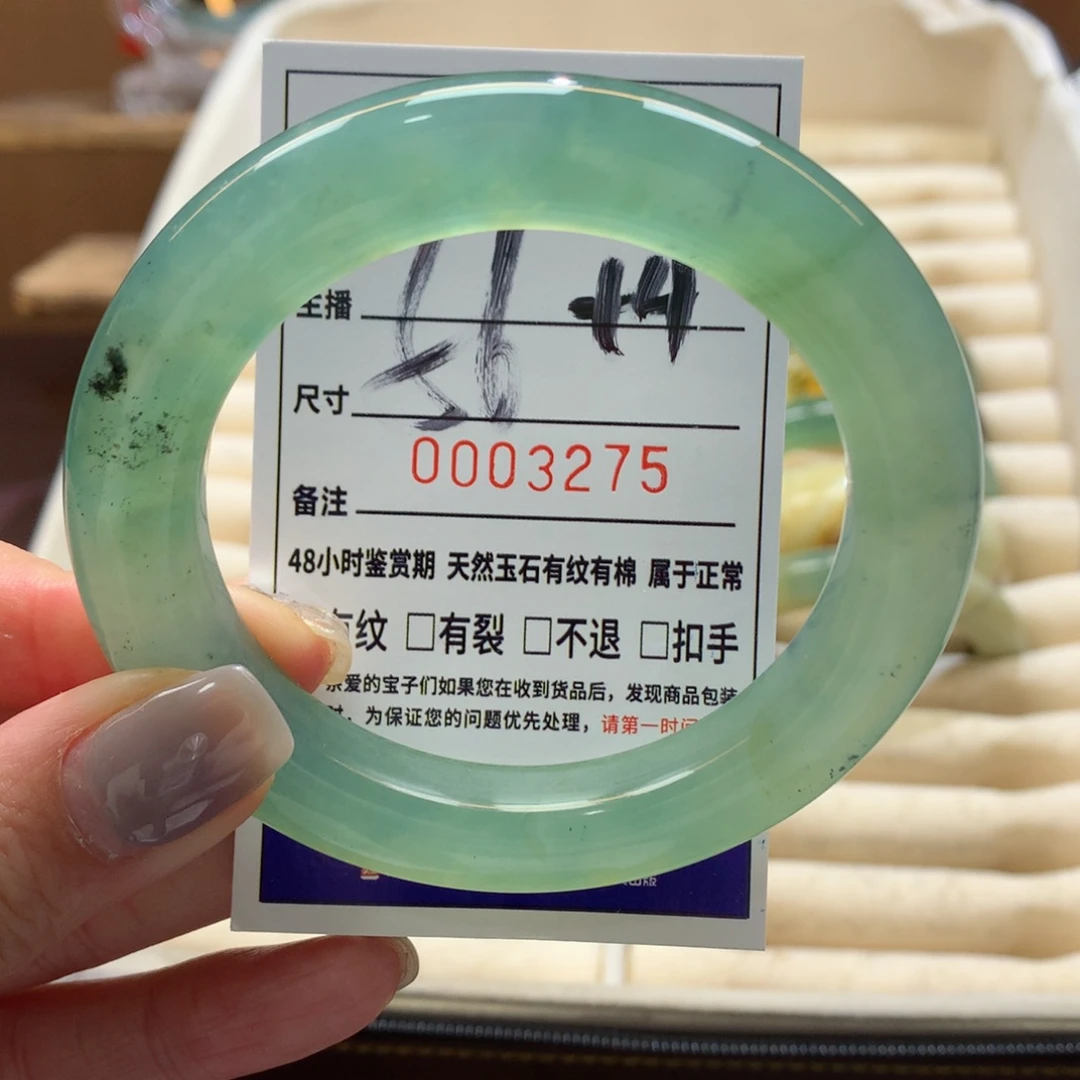 主播
尺寸
0003275
备注
48小时鉴赏期 天然玉石有纹有棉 属于正常
有纹 □有裂 □不退 □扣手
亲爱的宝子们如果您在收到货品后，发现商品包装
时，为保证您的问题优先处理，请第一时间